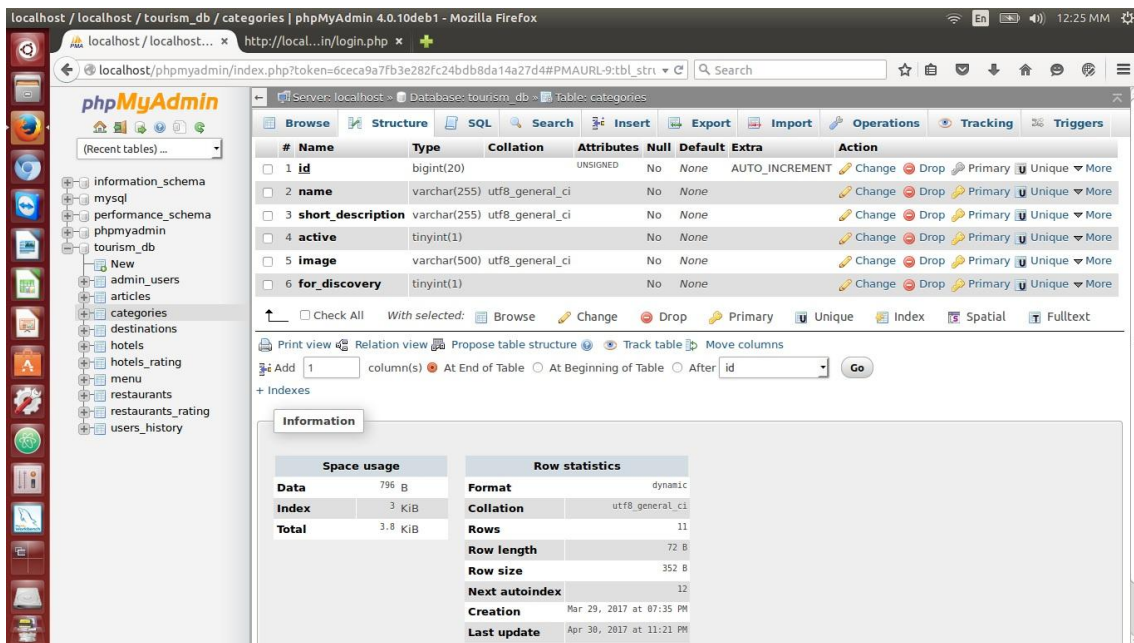 localhost / localhost / tourism_db / categories | phpMyAdmin 4.0.10deb1 - Mozilla Firefox
En
12:25 MM
localhost / localhost... ×
http://local...in/login.php ×
localhost/phpmyadmin/index.php?token=6ceca9a7fb3e282fc24bdb8da14a27d4#PMAURL-9:tbl_stru
Search
phpMyAdmin
(Recent tables) ...
information_schema
mysql
performance_schema
phpmyadmin
tourism_db
New
admin_users
articles
categories
destinations
hotels
hotels_rating
menu
restaurants
restaurants_rating
users_history
Server: localhost » Database: tourism_db » Table: categories
Browse Structure SQL Search Insert Export Import Operations Tracking Triggers
# Name Type Collation Attributes Null Default Extra Action
1 id bigint(20) UNSIGNED No None AUTO_INCREMENT Change Drop Primary Unique More
2 name varchar(255) utf8_general_ci No None Change Drop Primary Unique More
3 short_description varchar(255) utf8_general_ci No None Change Drop Primary Unique More
4 active tinyint(1) No None Change Drop Primary Unique More
5 image varchar(500) utf8_general_ci No None Change Drop Primary Unique More
6 for_discovery tinyint(1) No None Change Drop Primary Unique More
Check All With selected: Browse Change Drop Primary Unique Index Spatial Fulltext
Print view Relation view Propose table structure Track table Move columns
Add 1 column(s) At End of Table At Beginning of Table After id Go
+ Indexes
Information
Space usage
Data 796 B
Index 3 KiB
Total 3.8 KiB
Row statistics
Format dynamic
Collation utf8_general_ci
Rows 11
Row length 72 B
Row size 352 B
Next autoindex 12
Creation Mar 29, 2017 at 07:35 PM
Last update Apr 30, 2017 at 11:21 PM